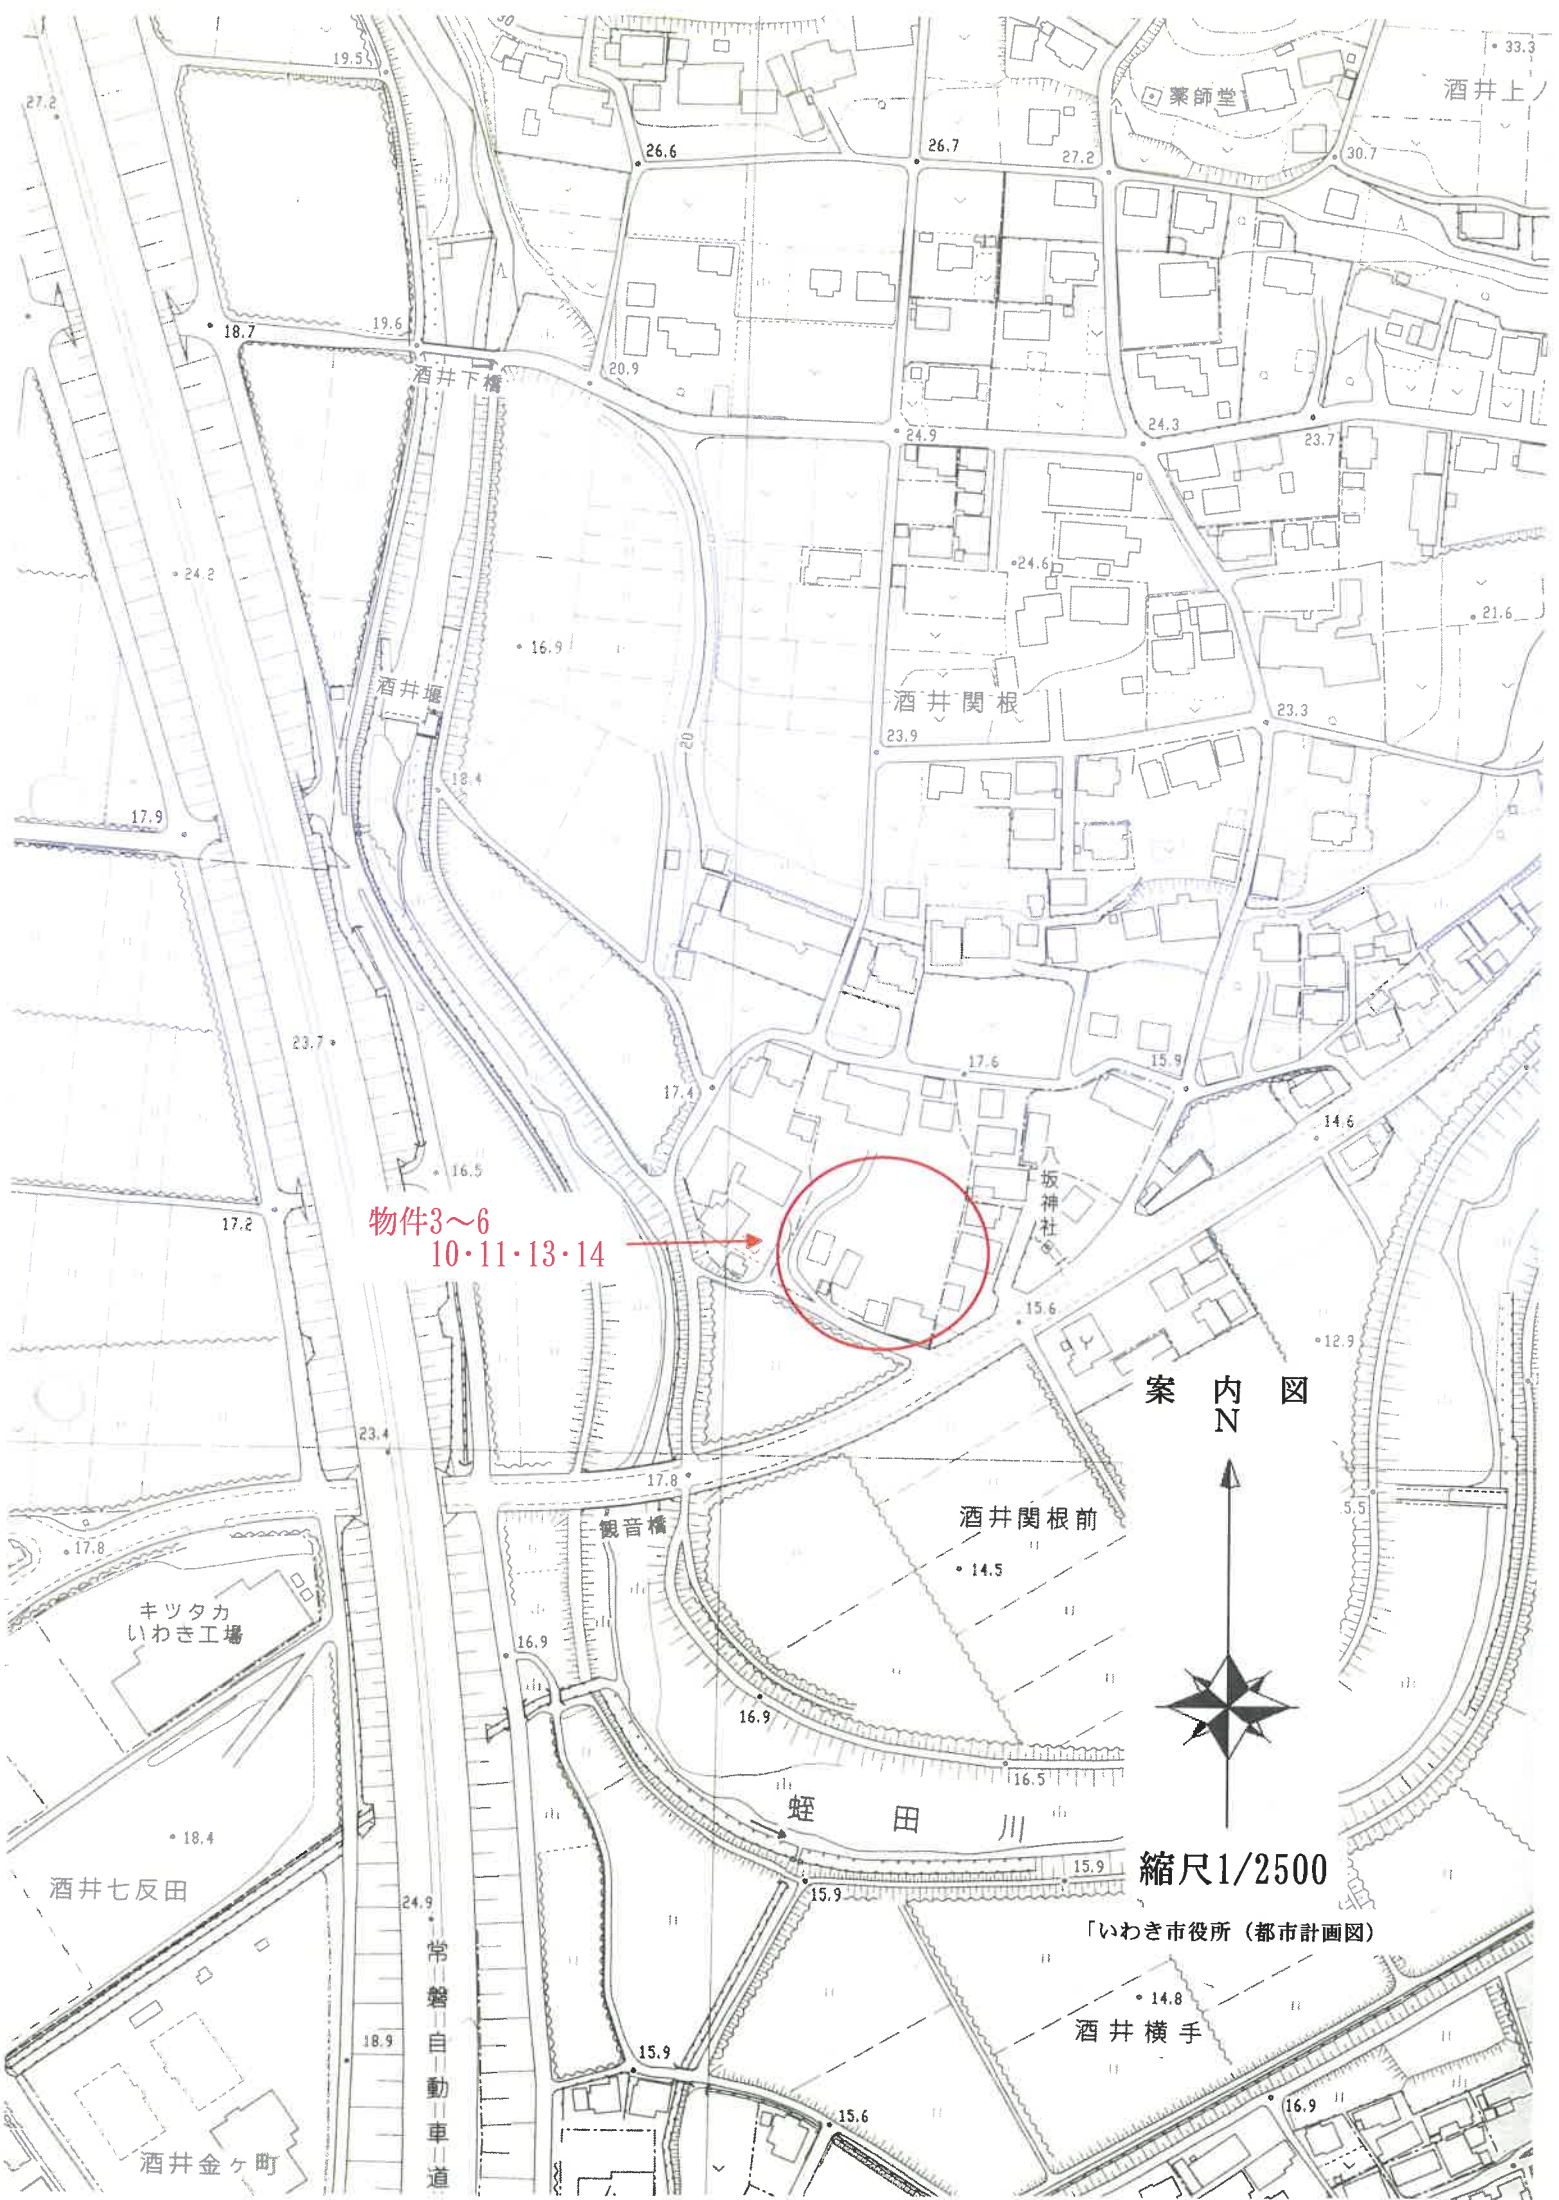 30
19.5
33.3
27.2
薬師堂
酒井上ノ
26.6
26.7
27.2
30.7
18.7
19.6
酒井下橋
20.9
24.9
24.3
23.7
24.2
24.6
21.6
16.9
酒井堰
酒井関根
23.3
20
23.9
18.4
17.9
23.7
17.6
15.9
17.4
14.6
八坂神社
16.5
17.2
物件3～6
10・11・13・14
15.6
12.9
案内図
N
23.4
17.8
5.5
酒井関根前
観音橋
17.8
14.5
キツタカ
いわき工場
16.9
16.9
16.5
蛭田川
18.4
縮尺1/2500
15.9
酒井七反田
15.9
24.9
「いわき市役所（都市計画図）
常磐自動車道
14.8
酒井横手
18.9
15.9
16.9
15.6
酒井金ヶ町